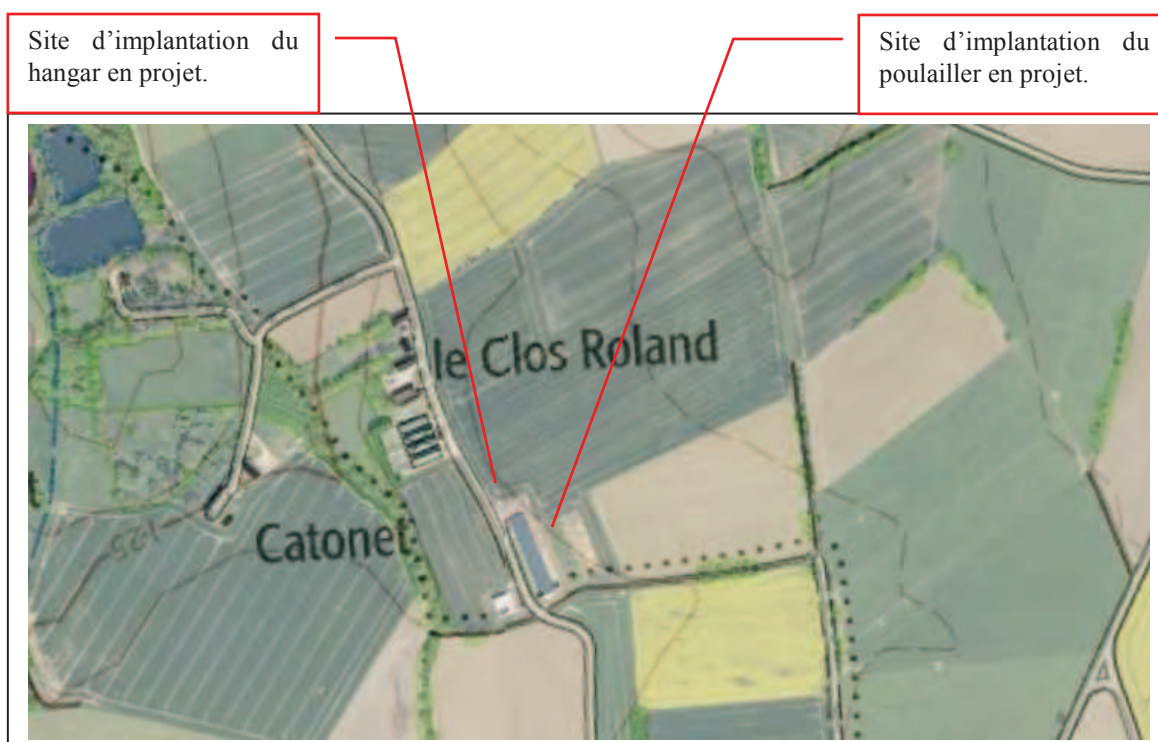 Site d'implantation du
hangar en projet.
Site d'implantation du
poulailler en projet.
le Clos Roland
Catonet
125